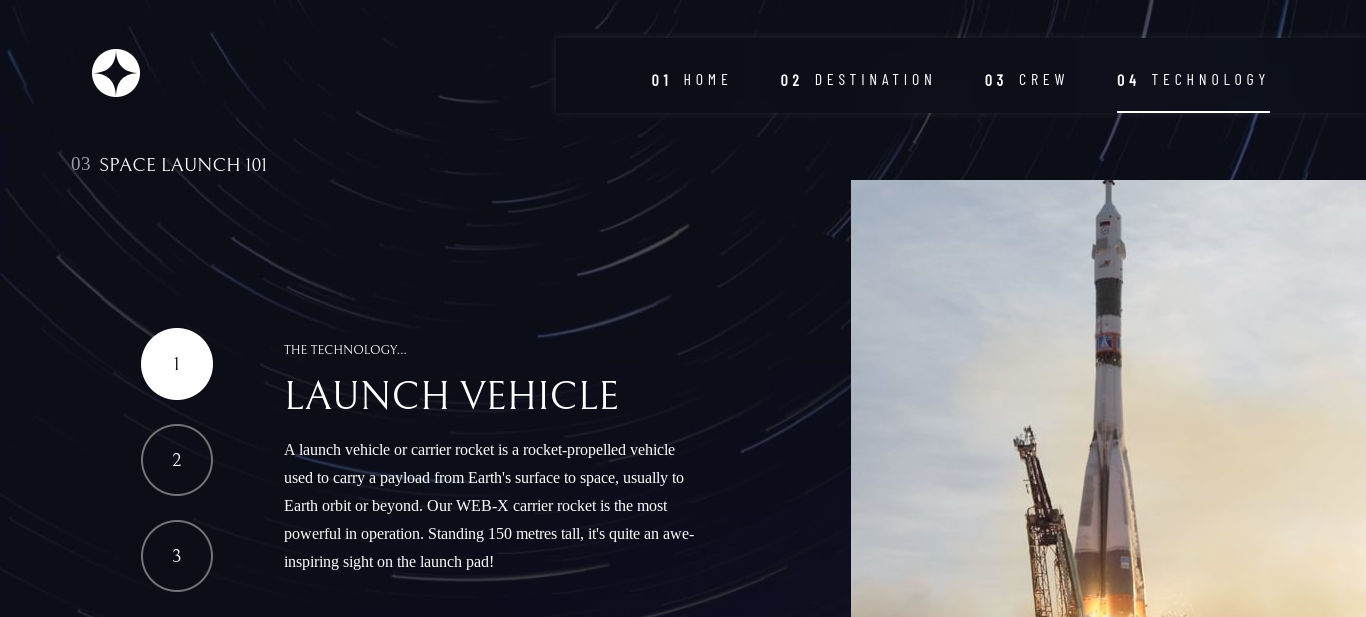 01 HOME 02 DESTINATION 03 CREW 04 TECHNOLOGY
03 SPACE LAUNCH 101
1
2
3
THE TECHNOLOGY...
LAUNCH VEHICLE
A launch vehicle or carrier rocket is a rocket-propelled vehicle
used to carry a payload from Earth's surface to space, usually to
Earth orbit or beyond. Our WEB-X carrier rocket is the most
powerful in operation. Standing 150 metres tall, it's quite an awe-
inspiring sight on the launch pad!